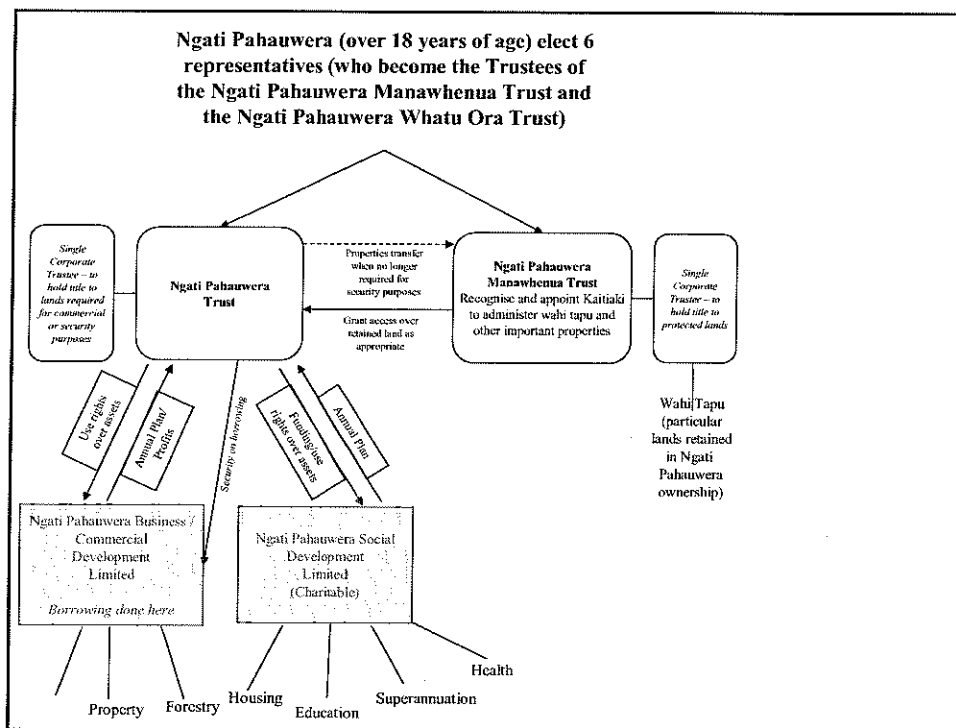 Ngati Pahauwera (over 18 years of age) elect 6
representatives (who become the Trustees of
the Ngati Pahauwera Manawhenua Trust and
the Ngati Pahauwera Whatu Ora Trust)
Single
Corporate
Trustee – to
hold title to
lands required
for commercial
or security
purposes
Ngati Pahauwera
Trust
Properties transfer
when no longer
required for
security purposes
Grant access over
retained land as
appropriate
Ngati Pahauwera
Manawhenua Trust
Recognise and appoint Kaitiaki
to administer wahi tapu and
other important properties
Single
Corporate
Trustee – to
hold title to
protected lands
Use rights
over assets
Annual Plan/
Profits
Security on borrowing
Funding/use
rights over assets
Annual Plan
Wahi Tapu
(particular
lands retained
in Ngati
Pahauwera
ownership)
Ngati Pahauwera Business /
Commercial
Development
Limited
Borrowing done here
Ngati Pahauwera Social
Development
Limited
(Charitable)
Property
Forestry
Housing
Education
Superannuation
Health